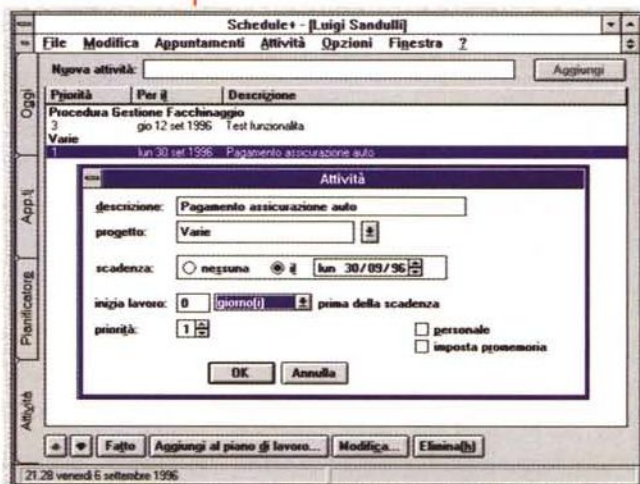 Schedule+ - [Luigi Sandulli]
File Modifica Appuntamenti Attività Opzioni Finestra ?
Nuova attività: Aggiungi
Priorità Per il Descrizione
Procedura Gestione Facchinaggio
3 gio 12 set 1996 Test funzionalita
Varie
1 lun 30 set 1996 Pagamento assicurazione auto
Oggi
App.ti
Pianificatore
Attività
Attività
descrizione: Pagamento assicurazione auto
progetto: Varie
scadenza: nessuna il lun 30/09/96
inizia lavoro: 0 giorno(i) prima della scadenza
priorità: 1 personale
imposta promemoria
OK Annulla
Fatto Aggiungi al piano di lavoro... Modifica... Elimina(h)
21.28 venerdì 6 settembre 1996